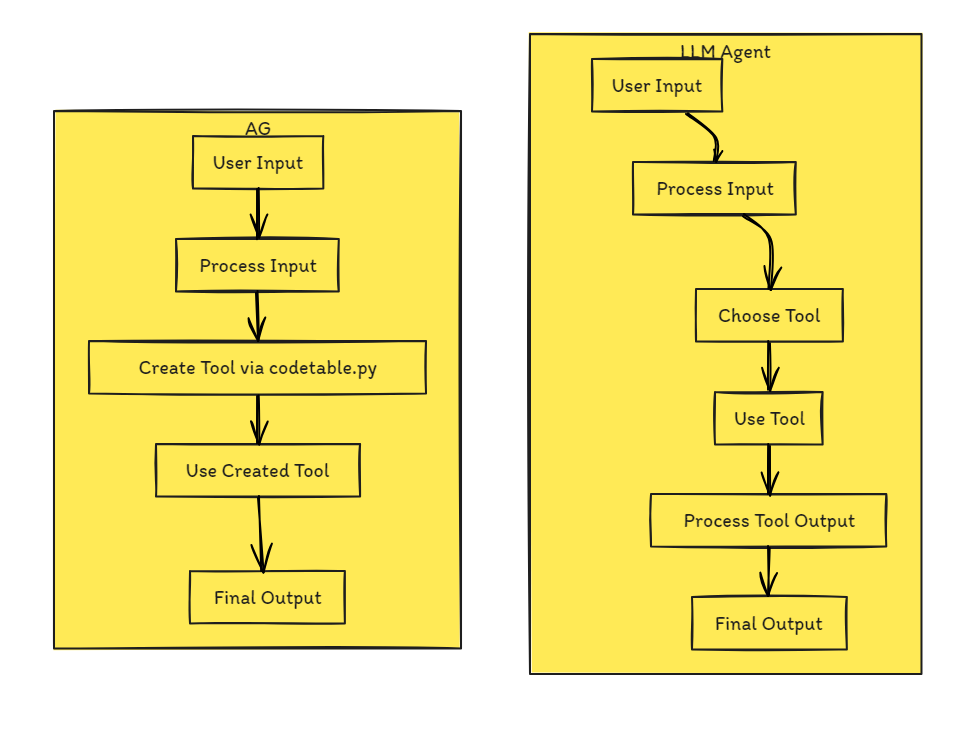 AG
User Input
Process Input
Create Tool via codetable.py
Use Created Tool
Final Output
LLM Agent
User Input
Process Input
Choose Tool
Use Tool
Process Tool Output
Final Output